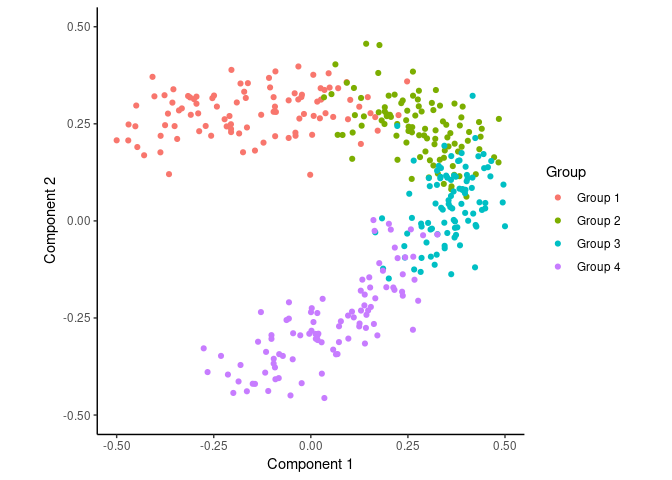 0.50
0.25
0.00
-0.25
-0.50
Component 2
-0.50 -0.25 0.00 0.25 0.50
Component 1
Group
Group 1
Group 2
Group 3
Group 4